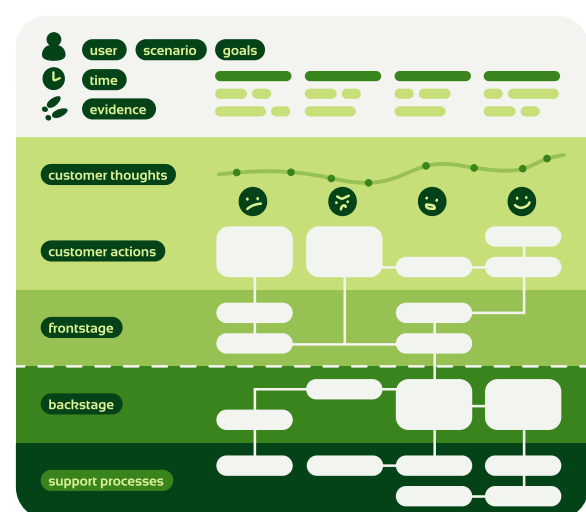 user scenario goals
time
evidence
customer thoughts
customer actions
frontstage
backstage
support processes